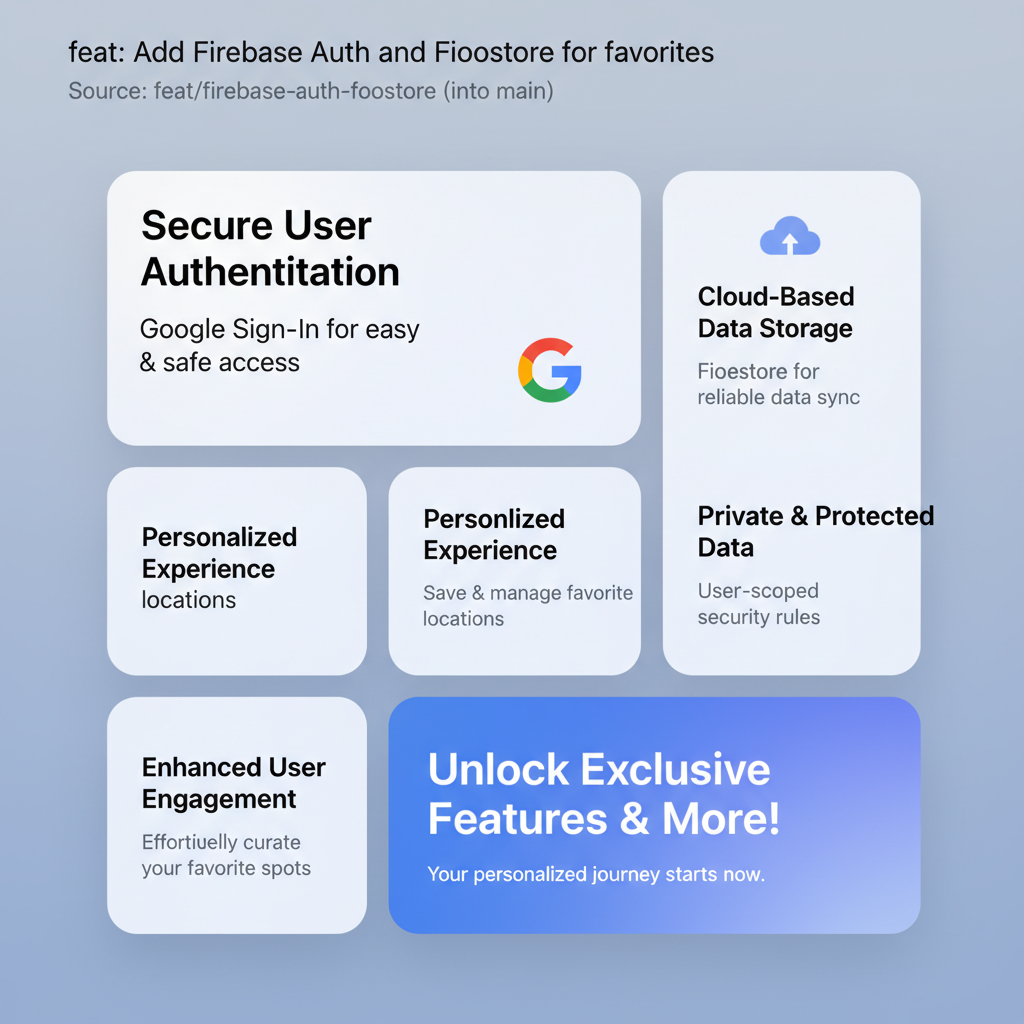 feat: Add Firebase Auth and Fioostore for favorites
Source: feat/firebase-auth-foostore (into main)
Secure User
Authentitation
Google Sign-In for easy
& safe access
Cloud-Based
Data Storage
Fioestore for
reliable data sync
Personalized
Experience
locations
Personlized
Experience
Save & manage favorite
locations
Private & Protected
Data
User-scoped
security rules
Enhanced User
Engagement
Effortiuelly curate
your favorite spots
Unlock Exclusive
Features & More!
Your personalized journey starts now.